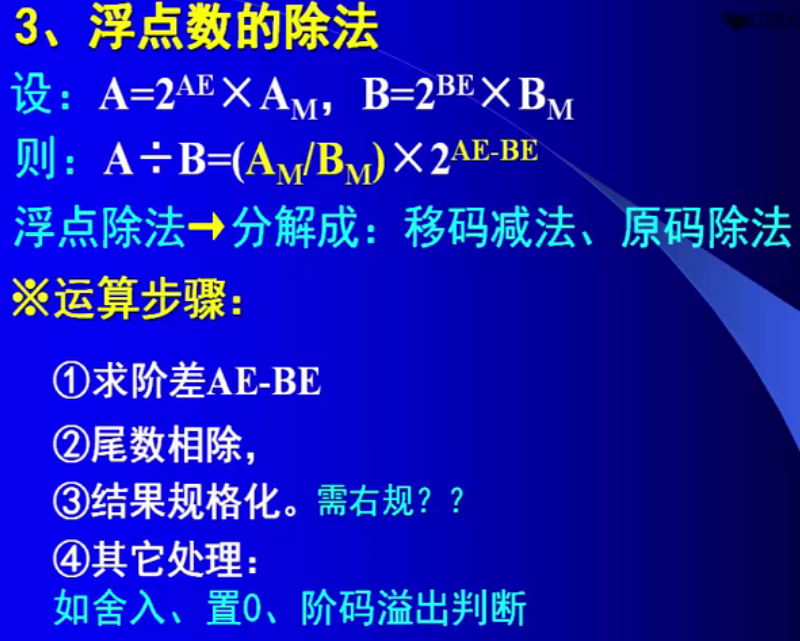 3、浮点数的除法
设：A=2^AE×A_M，B=2^BE×B_M
则：A÷B=(A_M/B_M)×2^AE-BE
浮点除法→分解成：移码减法、原码除法
※运算步骤：
①求阶差AE-BE
②尾数相除，
③结果规格化。需右规？？
④其它处理：
如舍入、置0、阶码溢出判断